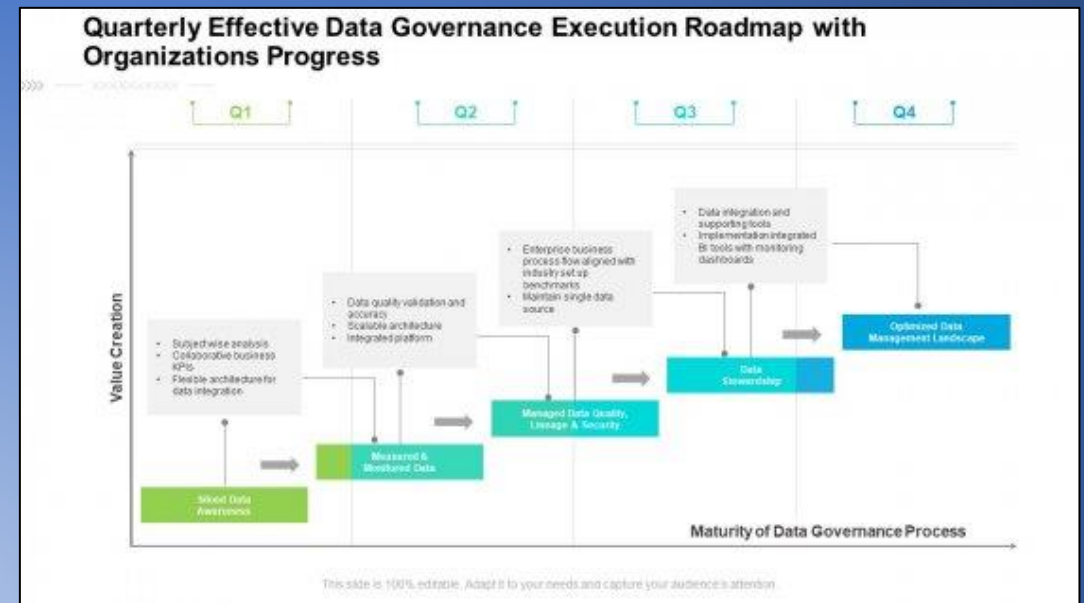 Quarterly Effective Data Governance Execution Roadmap with
Organizations Progress
Q1
Q2
Q3
Q4
Value Creation
• Data integration and
supporting tools
• Implementation integrated
BI tools with monitoring
dashboards
• Enterprise business
process flow aligned with
industry set up
benchmarks
• Maintain single data
source
• Data quality validation and
accuracy
• Scalable architecture
• Integrated platform
• Subjectwise analysis
• Collaborative business
KPIs
• Flexible architecture for
data integration
Optimized Data
Management Landscape
Data
Stewardship
Managed Data Quality,
Lineage & Security
Measured &
Monitored Data
Siloed Data
Awareness
Maturity of Data Governance Process
This slide is 100% editable. Adapt it to your needs and capture your audience's attention.